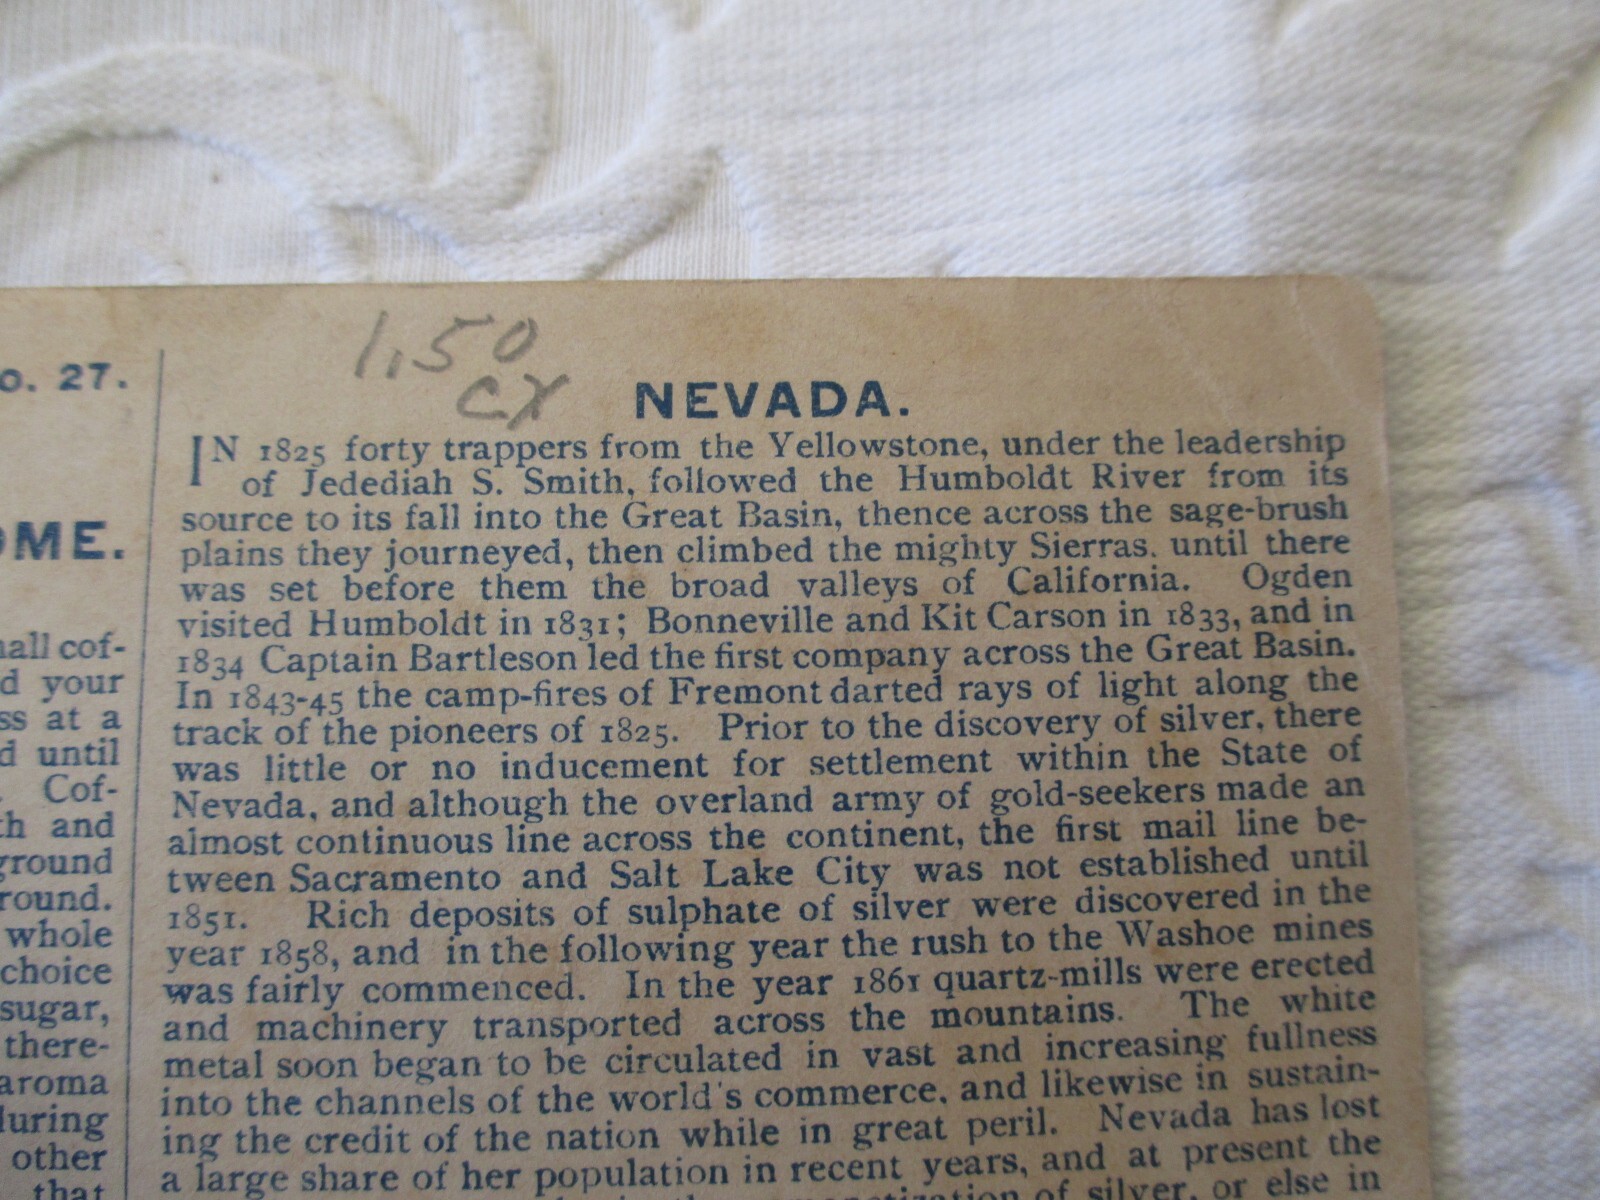 o. 27.
OME.
all cof-
d your
ss at a
d until
. Cof-
th and
ground
round.
whole
choice
sugar,
there-
aroma
during
other
that
1,50
CX
NEVADA.
IN 1825 forty trappers from the Yellowstone, under the leadership
of Jedediah S. Smith, followed the Humboldt River from its
source to its fall into the Great Basin, thence across the sage-brush
plains they journeyed, then climbed the mighty Sierras. until there
was set before them the broad valleys of California. Ogden
visited Humboldt in 1831; Bonneville and Kit Carson in 1833, and in
1834 Captain Bartleson led the first company across the Great Basin.
In 1843-45 the camp-fires of Fremont darted rays of light along the
track of the pioneers of 1825. Prior to the discovery of silver, there
was little or no inducement for settlement within the State of
Nevada, and although the overland army of gold-seekers made an
almost continuous line across the continent, the first mail line be-
tween Sacramento and Salt Lake City was not established until
1851. Rich deposits of sulphate of silver were discovered in the
year 1858, and in the following year the rush to the Washoe mines
was fairly commenced. In the year 1861 quartz-mills were erected
and machinery transported across the mountains. The white
metal soon began to be circulated in vast and increasing fullness
into the channels of the world's commerce, and likewise in sustain-
ing the credit of the nation while in great peril. Nevada has lost
a large share of her population in recent years, and at present the
of silver, or else in